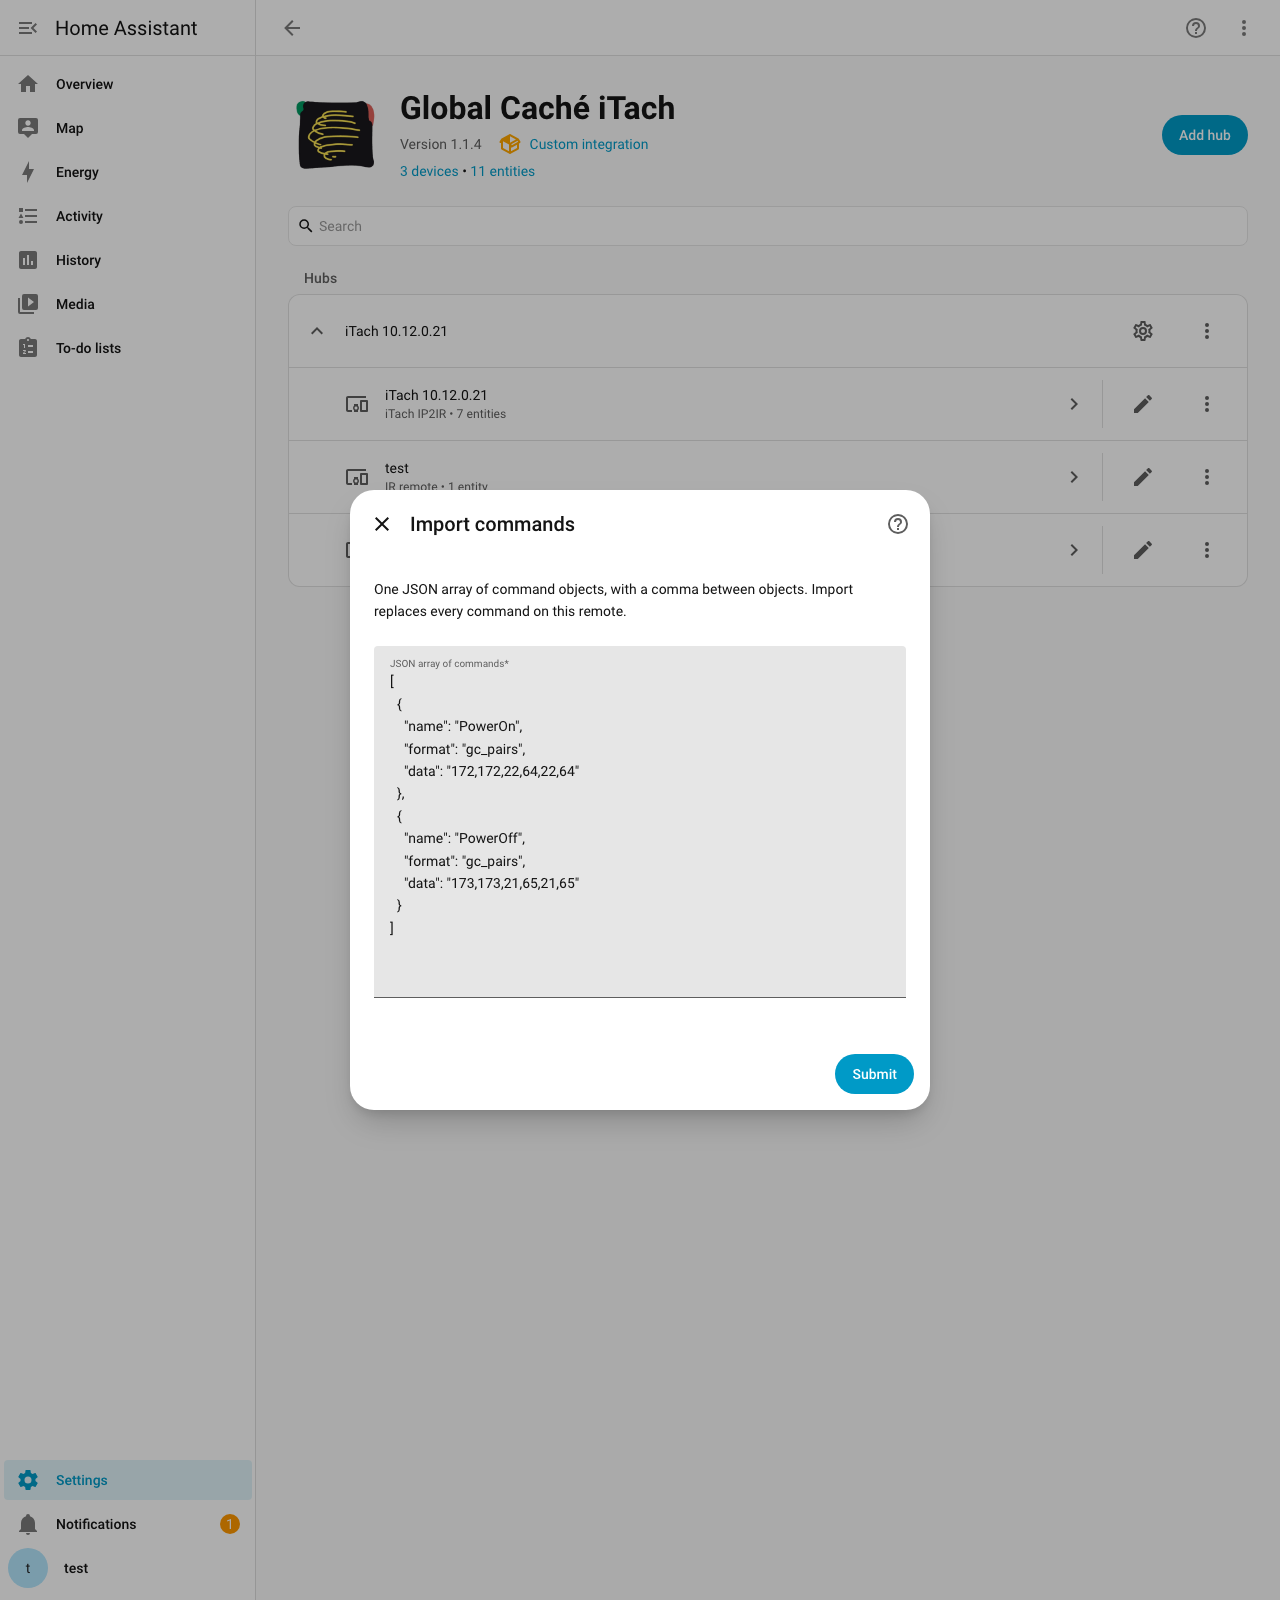 Home Assistant
Overview
Map
Energy
Activity
History
Media
To-do lists
Settings
Notifications
1
t
test
Global Caché iTach
Version 1.1.4
Custom integration
3 devices • 11 entities
Add hub
Search
Hubs
iTach 10.12.0.21
iTach 10.12.0.21
iTach IP2IR • 7 entities
test
IR remote • 1 entity
Import commands
One JSON array of command objects, with a comma between objects. Import
replaces every command on this remote.
JSON array of commands*
[
  {
    "name": "PowerOn",
    "format": "gc_pairs",
    "data": "172,172,22,64,22,64"
  },
  {
    "name": "PowerOff",
    "format": "gc_pairs",
    "data": "173,173,21,65,21,65"
  }
]
Submit